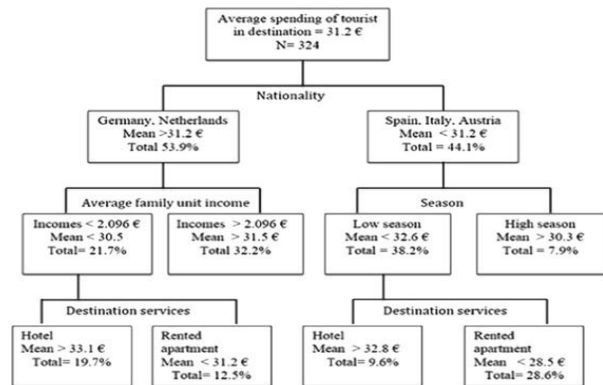 Average spending of tourist
in destination = 31.2 €
N= 324
Nationality
Germany, Netherlands
Mean >31.2 €
Total 53.9%
Spain, Italy, Austria
Mean < 31.2 €
Total = 44.1%
Average family unit income
Season
Incomes < 2.096 €
Mean < 30.5
Total= 21.7%
Incomes > 2.096 €
Mean > 31.5 €
Total 32.2%
Low season
Mean < 32.6 €
Total = 38.2%
High season
Mean > 30.3 €
Total = 7.9%
Destination services
Destination services
Hotel
Mean > 33.1 €
Total= 19.7%
Rented
apartment
Mean < 31.2 €
Total = 12.5%
Hotel
Mean > 32.8 €
Total = 9.6%
Rented
apartment
Mean < 28.5 €
Total = 28.6%